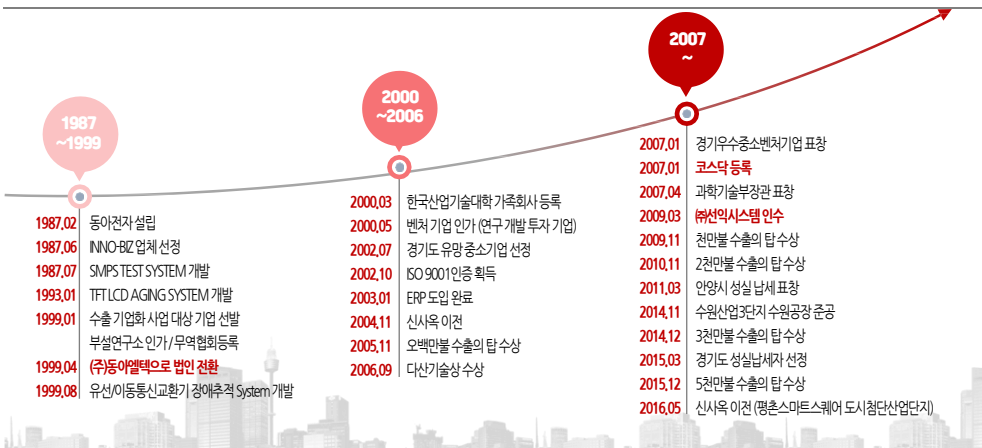 1987
~1999
1987.02 동아전자 설립
1987.06 INNO-BIZ 업체 선정
1987.07 SMPS TEST SYSTEM 개발
1993.01 TFT LCD AGING SYSTEM 개발
1999.01 수출 기업화 사업 대상 기업 선발
부설연구소 인가 / 무역협회등록
1999.04 (주)동아엘텍으로 법인 전환
1999.08 유선/이동통신교환기 장애추적 System 개발
2000
~2006
2000.03 한국산업기술대학 가족회사 등록
2000.05 벤처 기업 인가 (연구 개발 투자 기업)
2002.07 경기도 유망 중소기업 선정
2002.10 ISO 9001인증 획득
2003.01 ERP 도입 완료
2004.11 신사옥 이전
2005.11 오백만불 수출의 탑 수상
2006.09 다산기술상 수상
2007
~
2007.01 경기우수중소벤처기업 표창
2007.01 코스닥 등록
2007.04 과학기술부장관 표창
2009.03 ㈜선익시스템 인수
2009.11 천만불 수출의 탑 수상
2010.11 2천만불 수출의 탑 수상
2011.03 안양시 성실 납세 표창
2014.11 수원산업3단지 수원공장 준공
2014.12 3천만불 수출의 탑 수상
2015.03 경기도 성실납세자 선정
2015.12 5천만불 수출의 탑 수상
2016.05 신사옥 이전 (평촌스마트스퀘어 도시첨단산업단지)